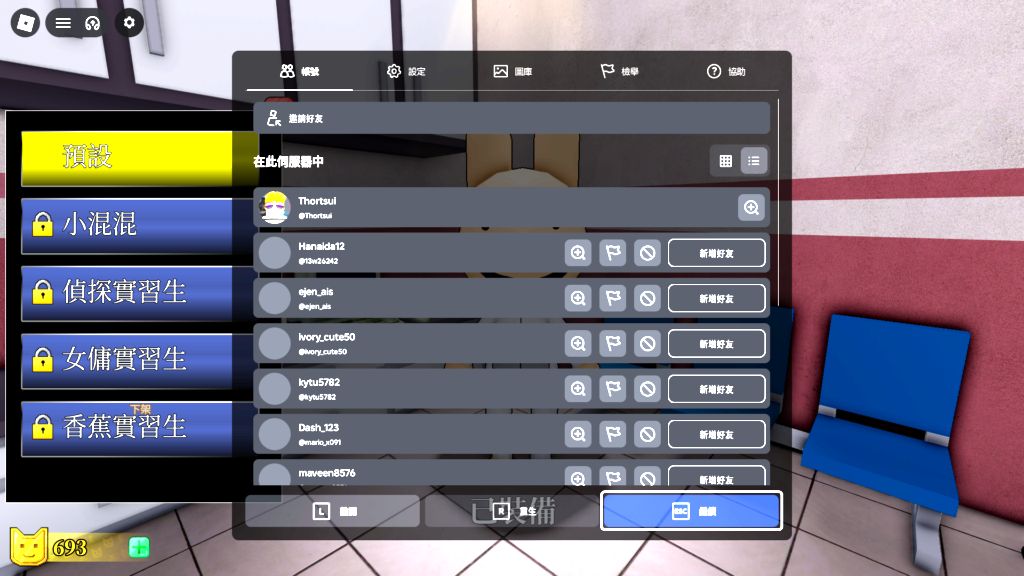 帳號
設定
圖庫
檢舉
協助
邀請好友
在此伺服器中
預設
小混混
偵探實習生
女傭實習生
下架
香蕉實習生
Thortsui
@Thortsui
Hanaida12
@13w26242
新增好友
ejen_ais
@ejen_ais
新增好友
ivory_cute50
@ivory_cute50
新增好友
kytu5782
@kytu5782
新增好友
Dash_123
@mario_x091
新增好友
maveen8576
新增好友
L 離開
R 重生
已裝備
ESC 繼續
693